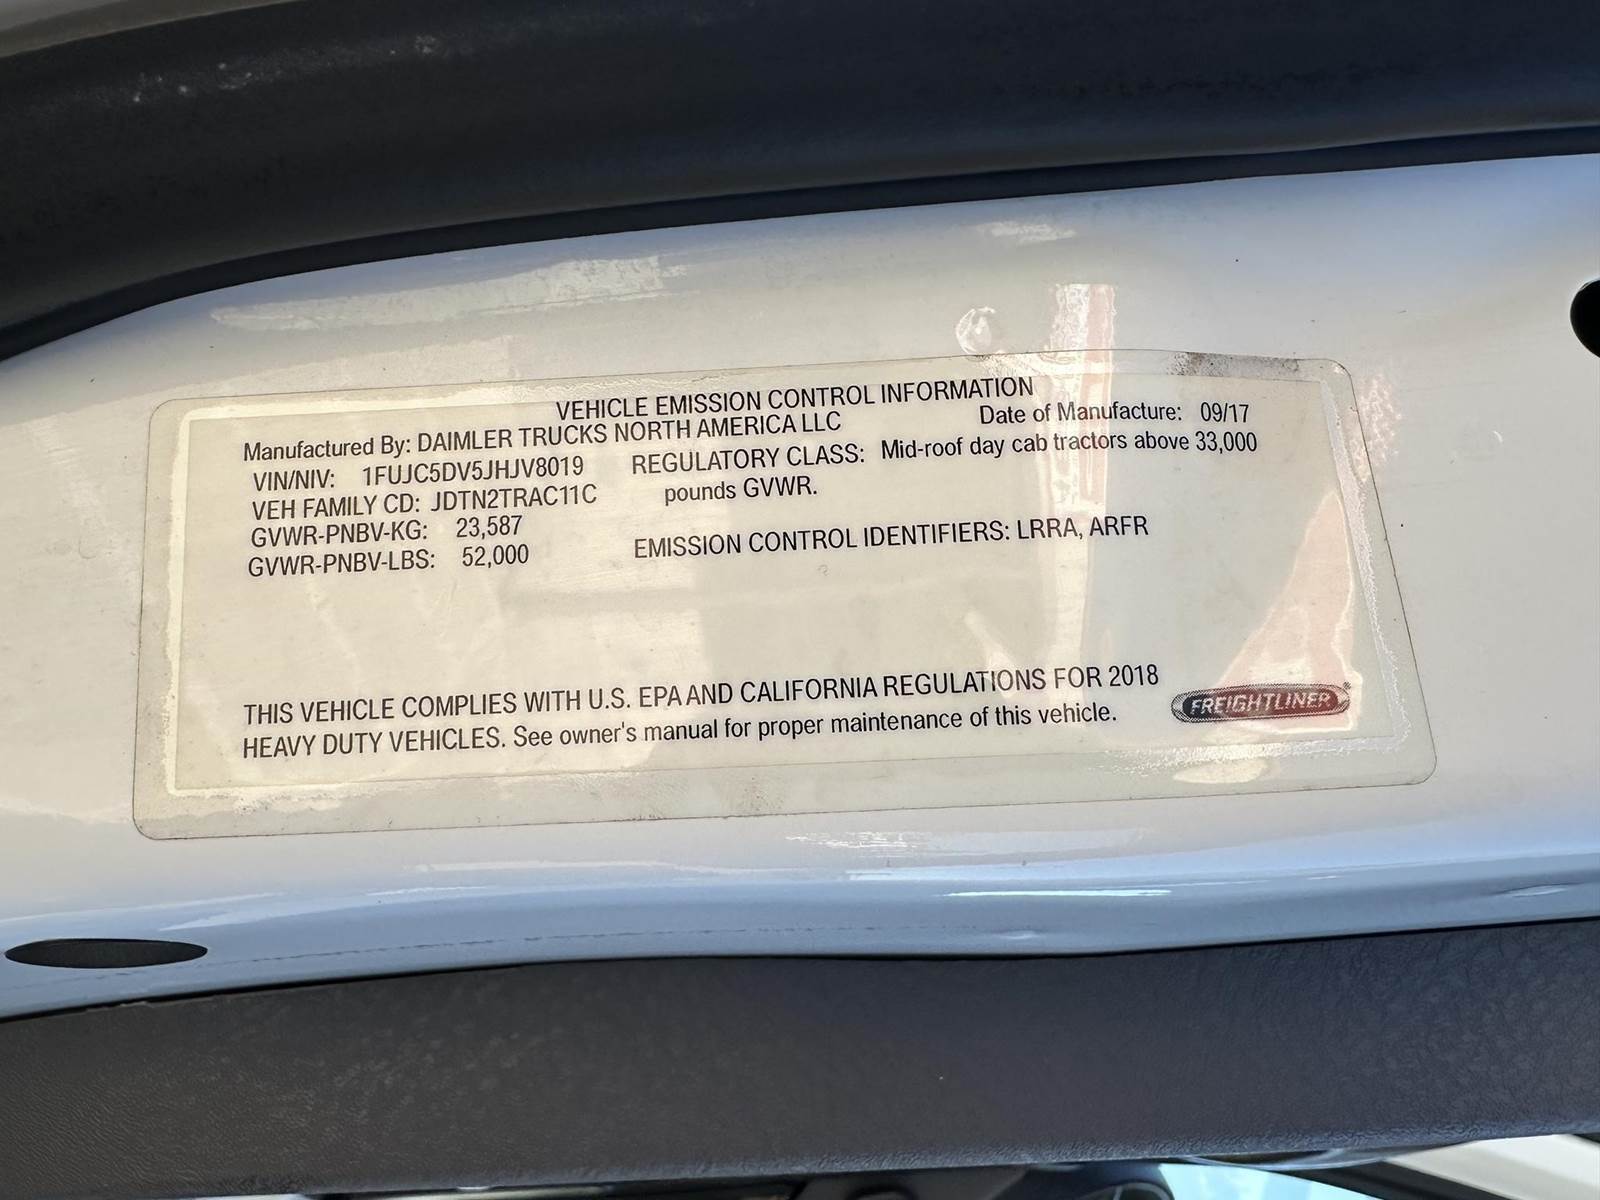 VEHICLE EMISSION CONTROL INFORMATION
Manufactured By: DAIMLER TRUCKS NORTH AMERICA LLC
Date of Manufacture: 09/17
VIN/NIV: 1FUJC5DV5JHJV8019
REGULATORY CLASS: Mid-roof day cab tractors above 33,000
VEH FAMILY CD: JDTN2TRAC11C
pounds GVWR.
GVWR-PNBV-KG: 23,587
GVWR-PNBV-LBS: 52,000
EMISSION CONTROL IDENTIFIERS: LRRA, ARFR
THIS VEHICLE COMPLIES WITH U.S. EPA AND CALIFORNIA REGULATIONS FOR 2018
HEAVY DUTY VEHICLES. See owner's manual for proper maintenance of this vehicle.
FREIGHTLINER®